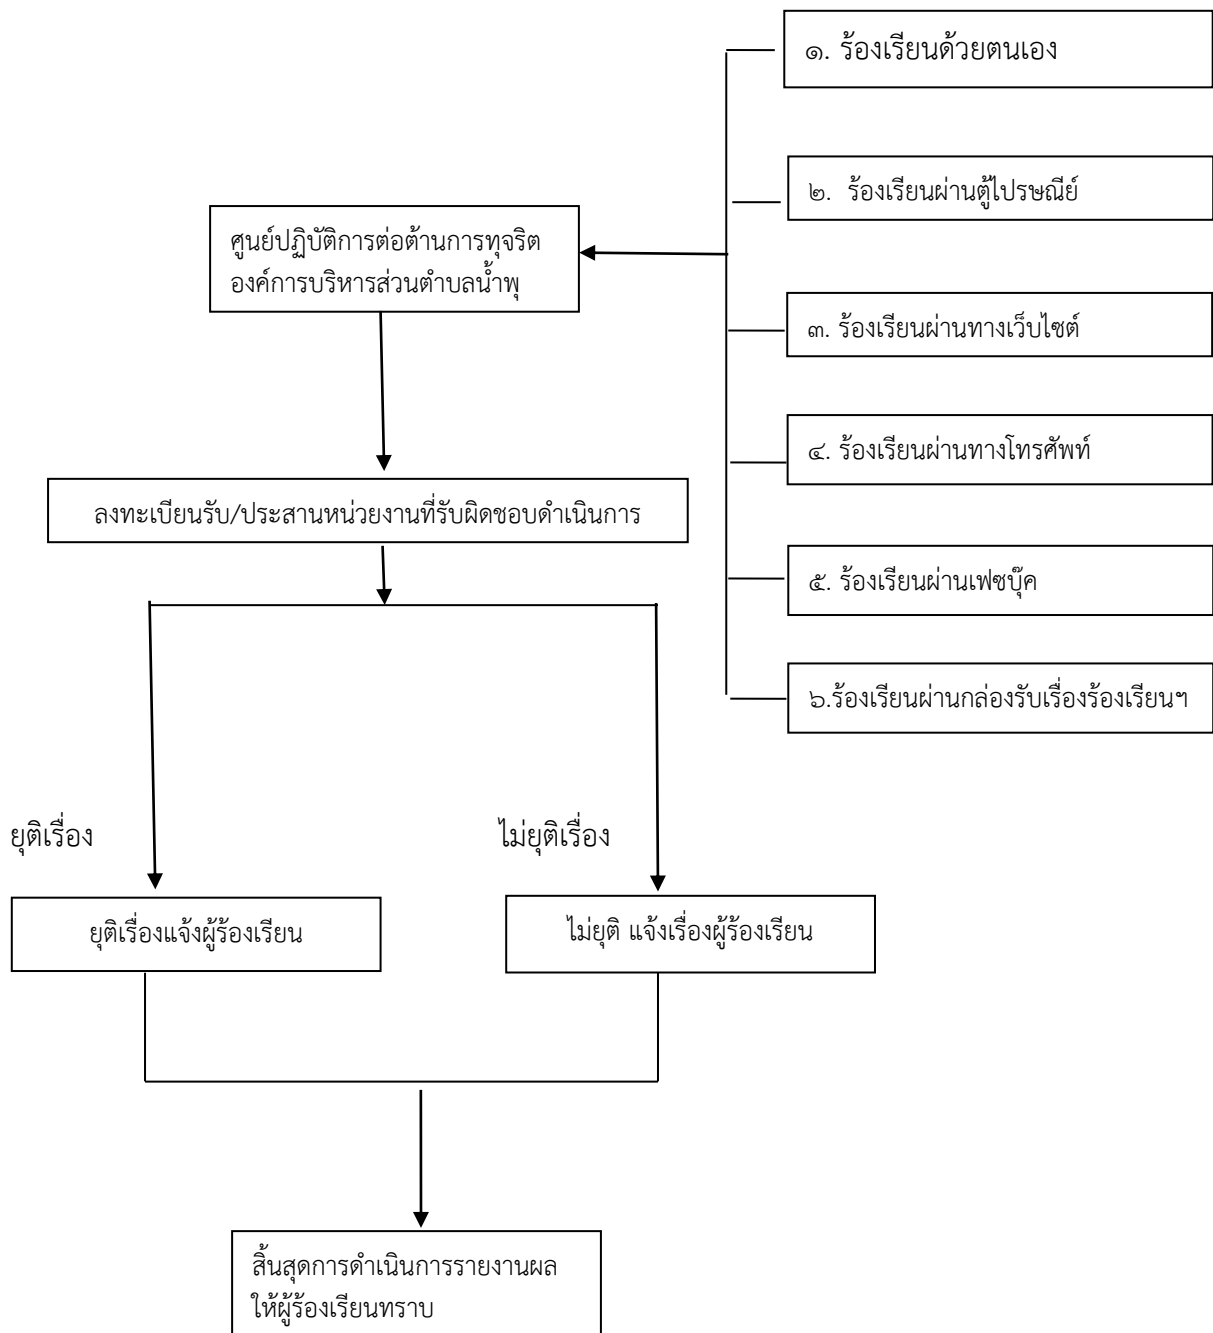 ๑. ร้องเรียนด้วยตนเอง
๒. ร้องเรียนผ่านตู้ไปรษณีย์
ศูนย์ปฏิบัติการต่อต้านการทุจริต
องค์การบริหารส่วนตำบลน้ำพุ
๓. ร้องเรียนผ่านทางเว็บไซต์
๔. ร้องเรียนผ่านทางโทรศัพท์
ลงทะเบียนรับ/ประสานหน่วยงานที่รับผิดชอบดำเนินการ
๕. ร้องเรียนผ่านเฟซบุ๊ค
๖.ร้องเรียนผ่านกล่องรับเรื่องร้องเรียนฯ
ยุติเรื่อง
ไม่ยุติเรื่อง
ยุติเรื่องแจ้งผู้ร้องเรียน
ไม่ยุติ แจ้งเรื่องผู้ร้องเรียน
สิ้นสุดการดำเนินการรายงานผล
ให้ผู้ร้องเรียนทราบ